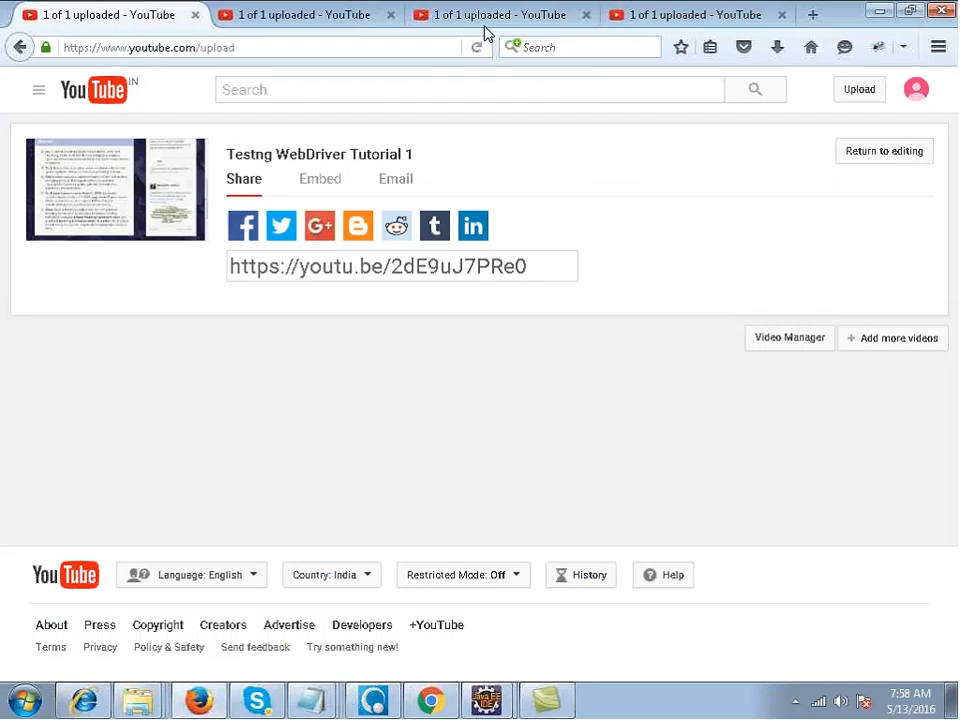 1 of 1 uploaded - YouTube
1 of 1 uploaded - YouTube
1 of 1 uploaded - YouTube
1 of 1 uploaded - YouTube
https://www.youtube.com/upload
Search
YouTube IN
Search
Upload
Testng WebDriver Tutorial 1
Return to editing
Share Embed Email
https://youtu.be/2dE9uJ7PRe0
Video Manager
+ Add more videos
YouTube
Language: English
Country: India
Restricted Mode: Off
History
Help
About Press Copyright Creators Advertise Developers +YouTube
Terms Privacy Policy & Safety Send feedback Try something new!
Java EE
IDE
7:58 AM
5/13/2016